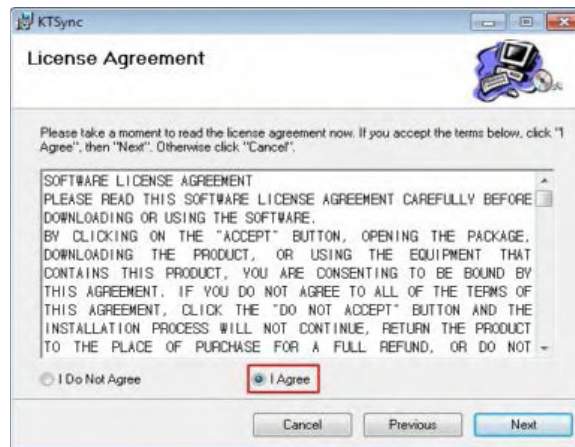 KTSync
License Agreement
Please take a moment to read the license agreement now. If you accept the terms below, click "I
Agree", then "Next". Otherwise click "Cancel".
SOFTWARE LICENSE AGREEMENT
PLEASE READ THIS SOFTWARE LICENSE AGREEMENT CAREFULLY BEFORE
DOWNLOADING OR USING THE SOFTWARE.
BY CLICKING ON THE "ACCEPT" BUTTON, OPENING THE PACKAGE,
DOWNLOADING THE PRODUCT, OR USING THE EQUIPMENT THAT
CONTAINS THIS PRODUCT, YOU ARE CONSENTING TO BE BOUND BY
THIS AGREEMENT. IF YOU DO NOT AGREE TO ALL OF THE TERMS OF
THIS AGREEMENT, CLICK THE "DO NOT ACCEPT" BUTTON AND THE
INSTALLATION PROCESS WILL NOT CONTINUE, RETURN THE PRODUCT
TO THE PLACE OF PURCHASE FOR A FULL REFUND, OR DO NOT
I Do Not Agree
I Agree
Cancel
Previous
Next